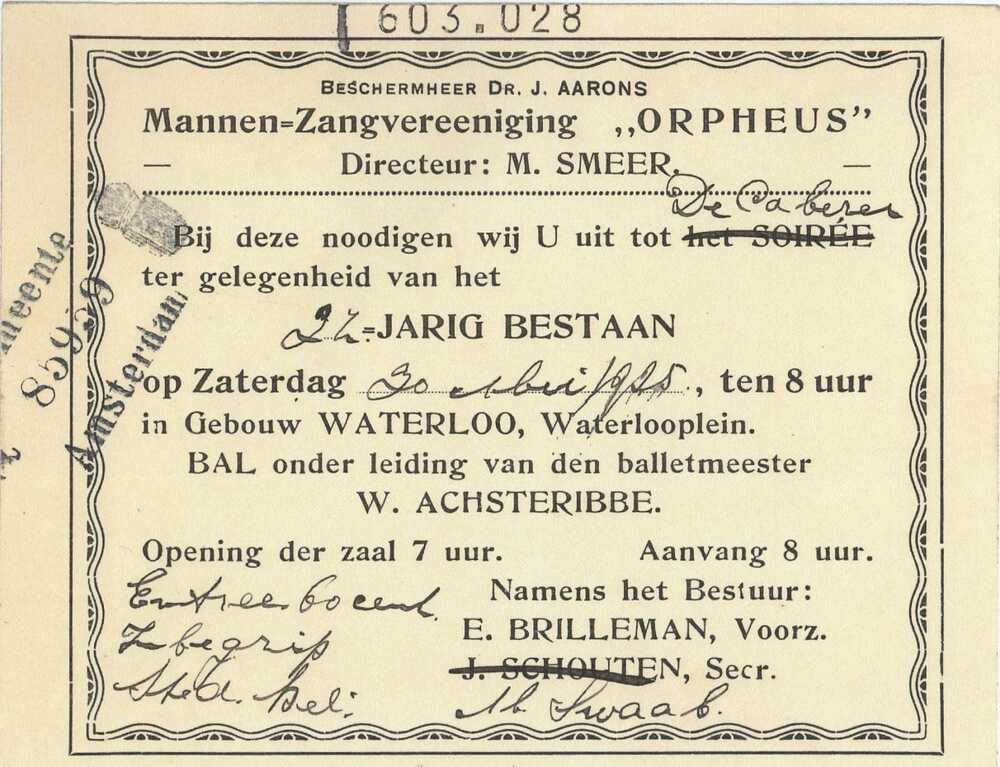 603.028
BESCHERMHEER DR. J. AARONS
Mannen=Zangvereeniging „ORPHEUS”
Directeur: M. SMEER.
De Caberet
Bij deze noodigen wij U uit tot het SOIRÉE
ter gelegenheid van het
=JARIG BESTAAN
op Zaterdag 30 Mei 1925, ten 8 uur
in Gebouw WATERLOO, Waterlooplein.
BAL onder leiding van den balletmeester
W. ACHSTERIBBE.
Opening der zaal 7 uur. Aanvang 8 uur.
Entree 60 cent
Inbegrip
Sted. Bel.
Namens het Bestuur:
E. BRILLEMAN, Voorz.
J. SCHOUTEN, Secr.
M. Swaab.
85939
Amsterdam